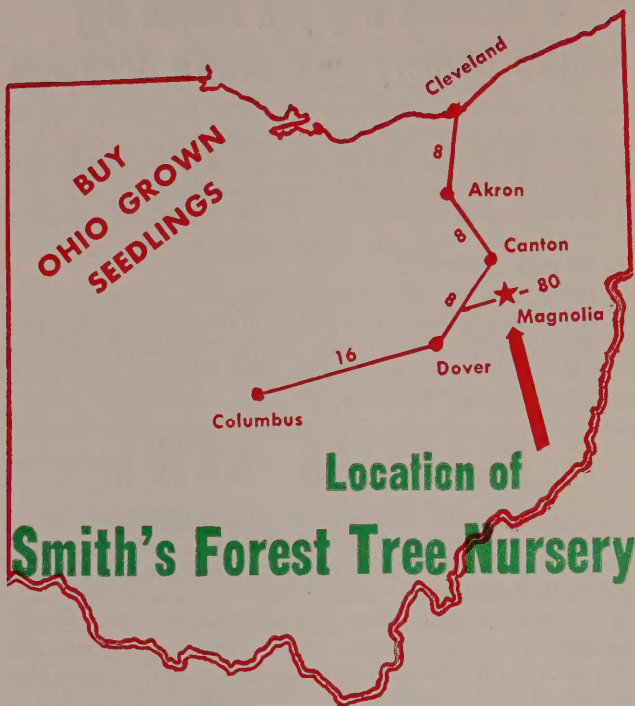 Cleveland
8
BUY
OHIO GROWN
SEEDLINGS
Akron
8
Canton
8
80
Magnolia
Dover
16
Columbus
Location of
Smith's Forest Tree Nursery